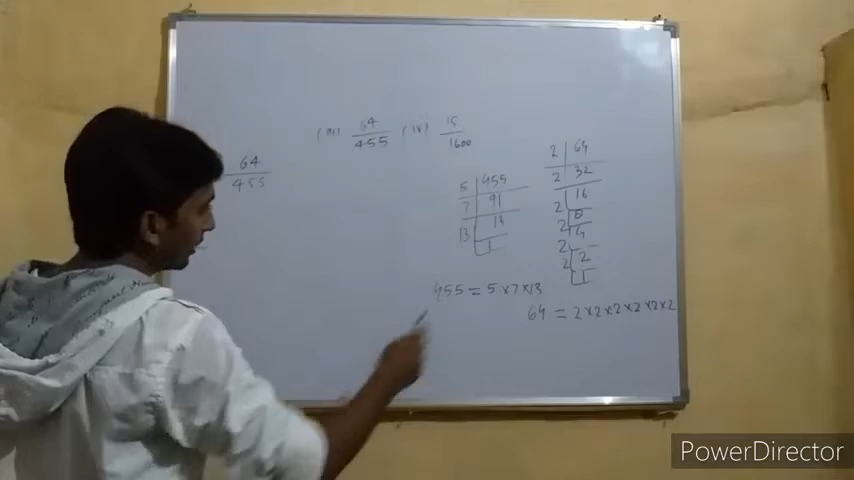 (III) 64/455 (IV) 15/1600
64/455
5 | 455
7 | 91
13 | 13
1
2 | 64
2 | 32
2 | 16
2 | 8
2 | 4
2 | 2
1
455 = 5 x 7 x 13
64 = 2 x 2 x 2 x 2 x 2 x 2
PowerDirector